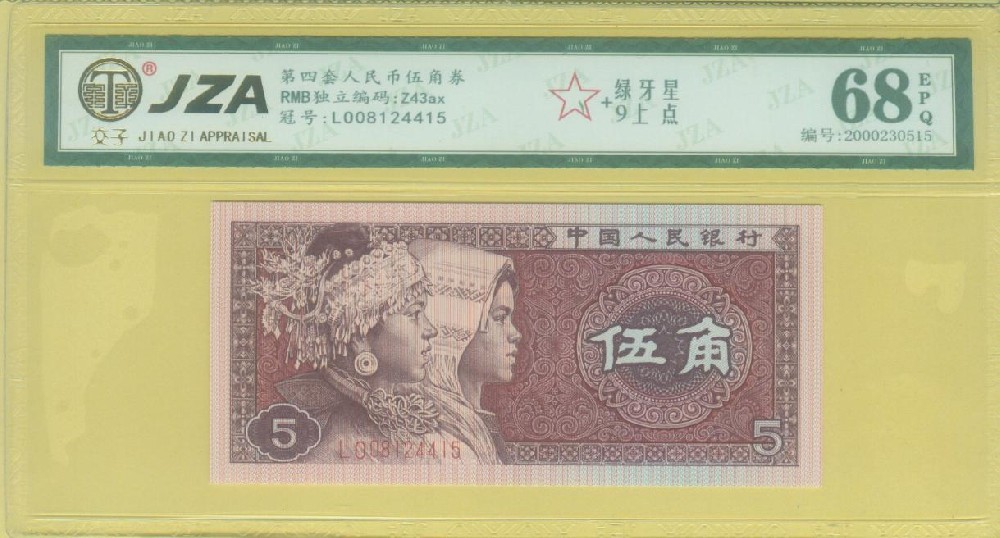 JZA
®
交子 JIAO ZI APPRAISAL
第四套人民币伍角券
RMB独立编码:Z43ax
冠号:L008124415
+绿牙星
9上点
68 EPQ
编号:2000230515
中国人民银行
伍角
5
L008124415
5